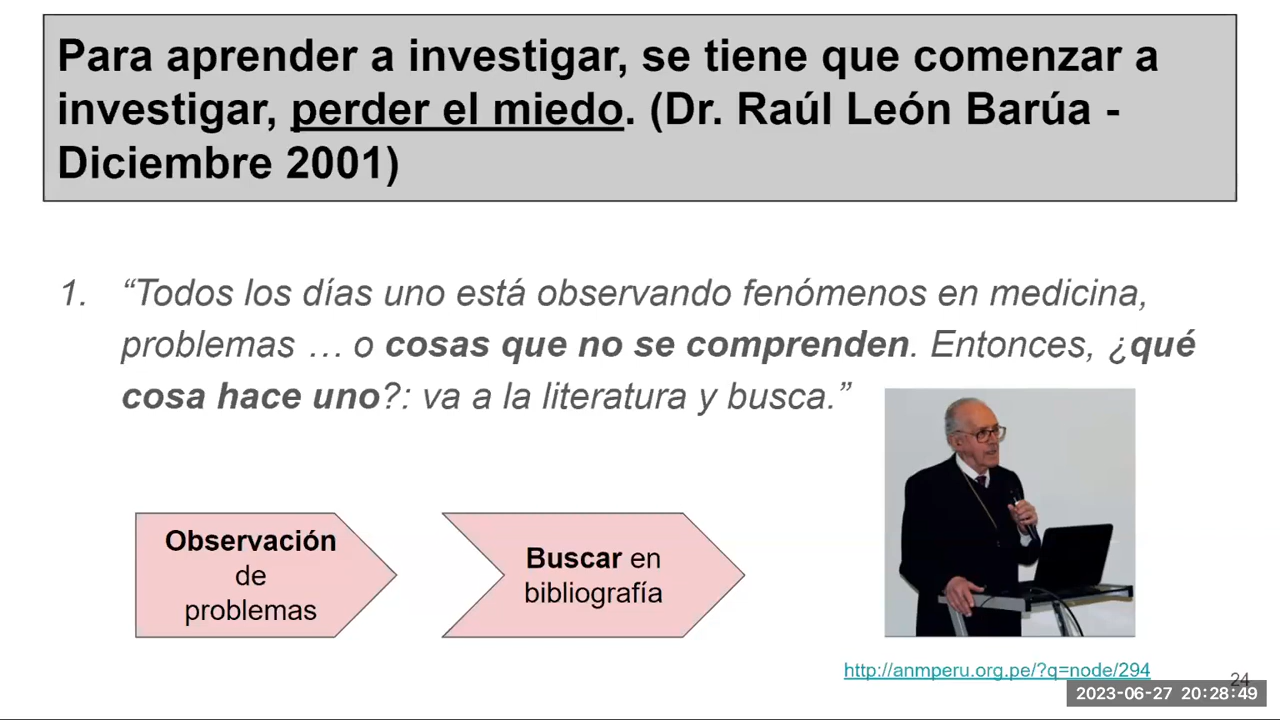 Para aprender a investigar, se tiene que comenzar a
investigar, perder el miedo. (Dr. Raúl León Barúa -
Diciembre 2001)
1. “Todos los días uno está observando fenómenos en medicina,
problemas … o cosas que no se comprenden. Entonces, ¿qué
cosa hace uno?: va a la literatura y busca.”
Observación
de
problemas
Buscar en
bibliografía
http://anmperu.org.pe/?q=node/294
24
2023-06-27 20:28:49